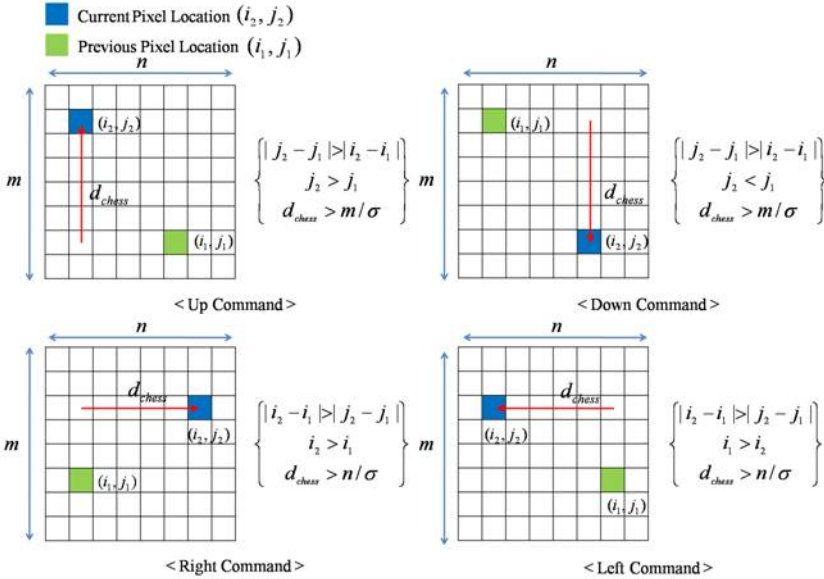 Current Pixel Location (i₂, j₂)
Previous Pixel Location (i₁, j₁)
n
m
(i₂, j₂)
d_chess
(i₁, j₁)
| j₂ − j₁ |>| i₂ − i₁ |
j₂ > j₁
d_chess > m/σ
< Up Command >
n
m
(i₁, j₁)
d_chess
(i₂, j₂)
| j₂ − j₁ |>| i₂ − i₁ |
j₂ < j₁
d_chess > m/σ
< Down Command >
n
m
d_chess
(i₂, j₂)
(i₁, j₁)
| i₂ − i₁ |>| j₂ − j₁ |
i₂ > i₁
d_chess > n/σ
< Right Command >
n
m
d_chess
(i₂, j₂)
(i₁, j₁)
| i₂ − i₁ |>| j₂ − j₁ |
i₁ > i₂
d_chess > n/σ
< Left Command >